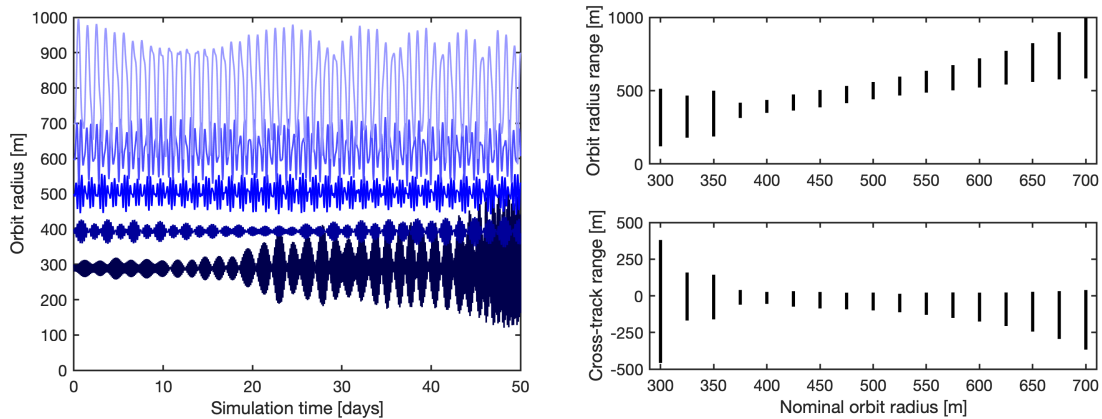 Orbit radius [m]
1000
900
800
700
600
500
400
300
200
100
0
0 10 20 30 40 50
Simulation time [days]
Orbit radius range [m]
1000
500
0
300 350 400 450 500 550 600 650 700
Cross-track range [m]
500
250
0
-250
-500
300 350 400 450 500 550 600 650 700
Nominal orbit radius [m]